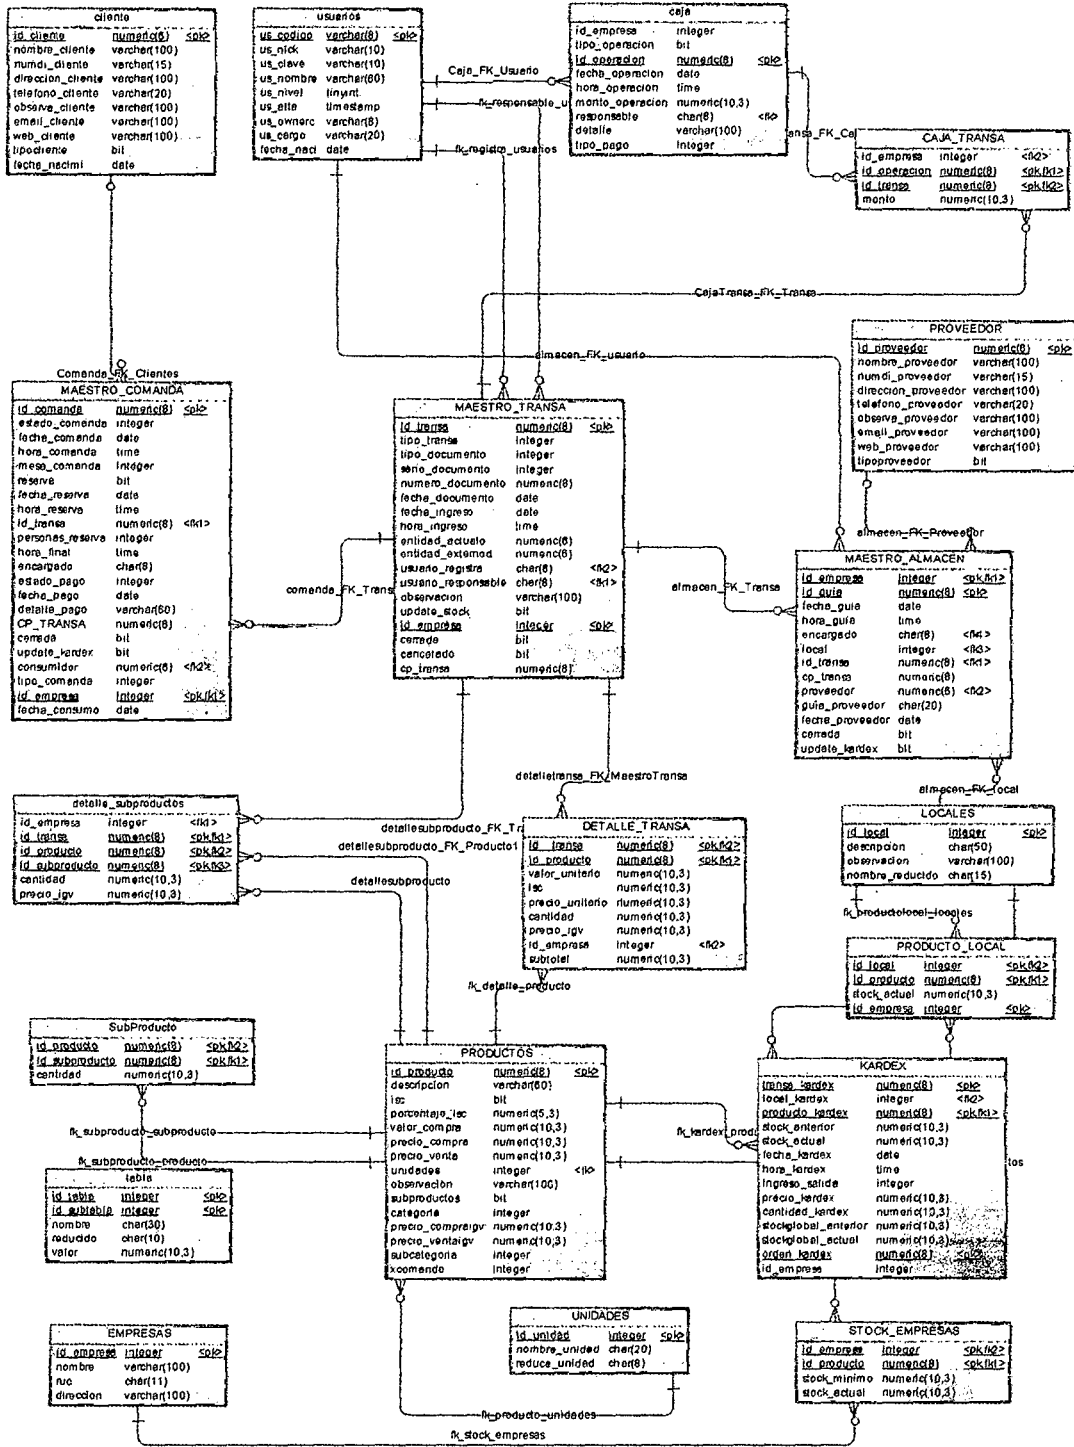 cliente
id_cliente numeric(8) <pk>
nombre_cliente varchar(100)
numdi_cliente varchar(15)
direccion_cliente varchar(100)
telefono_cliente varchar(20)
observa_cliente varchar(100)
email_cliente varchar(100)
web_cliente varchar(100)
tipocliente bit
fecha_nacimi date
usuarios
us_codigo varchar(8) <pk>
us_nick varchar(10)
us_clave varchar(10)
us_nombre varchar(60)
us_nivel tinyint
us_alta timestamp
us_ownerc varchar(8)
us_cargo varchar(20)
fecha_naci date
caja
id_empresa integer
tipo_operacion bit
id_operacion numeric(8) <pk>
fecha_operacion date
hora_operacion time
monto_operacion numeric(10,3)
responsable char(8) <fk>
detalle varchar(100)
tipo_pago integer
Caja_FK_Usuario
fk_responsable_u
fk_registra_usuarios
ansa_FK_Ca
CAJA_TRANSA
id_empresa integer <fk2>
id_operacion numeric(8) <pk,fk1>
id_transa numeric(8) <pk,fk2>
monto numeric(10,3)
CajaTransa_FK_Transa
almacen_FK_usuario
PROVEEDOR
id_proveedor numeric(8) <pk>
nombre_proveedor varchar(100)
numdi_proveedor varchar(15)
direccion_proveedor varchar(100)
telefono_proveedor varchar(20)
observa_proveedor varchar(100)
email_proveedor varchar(100)
web_proveedor varchar(100)
tipoproveedor bit
Comanda_FK_Clientes
MAESTRO_COMANDA
id_comanda numeric(8) <pk>
estado_comanda integer
fecha_comanda date
hora_comanda time
mesa_comanda integer
reserva bit
fecha_reserva date
hora_reserva time
id_transa numeric(8) <fk1>
personas_reserva integer
hora_final time
encargado char(8)
estado_pago integer
fecha_pago date
detalle_pago varchar(60)
CP_TRANSA numeric(8)
cerrada bit
update_kardex bit
consumidor numeric(8) <fk2>
tipo_comanda integer
id_empresa integer <pk,fk1>
fecha_consumo date
comanda_FK_Trans
MAESTRO_TRANSA
id_transa numeric(8) <pk>
tipo_transa integer
tipo_documento integer
serie_documento integer
numero_documento numeric(8)
fecha_documento date
fecha_ingreso date
hora_ingreso time
entidad_actuald numeric(8)
entidad_externad numeric(8)
usuario_registra char(8) <fk2>
usuario_responsable char(8) <fk1>
observacion varchar(100)
update_stock bit
id_empresa integer <pk>
cerrada bit
cancelado bit
cp_transa numeric(8)
almacen_FK_Transa
almacen_FK_Proveedor
MAESTRO_ALMACEN
id_empresa integer <pk,fk1>
id_guia numeric(8) <pk>
fecha_guia date
hora_guia time
encargado char(8) <fk4>
local integer <fk3>
id_transa numeric(8) <fk1>
cp_transa numeric(8)
proveedor numeric(8) <fk2>
guia_proveedor char(20)
fecha_proveedor date
cerrada bit
update_kardex bit
almacen_FK_local
detalletransa_FK_MaestroTransa
detalle_subproductos
id_empresa integer <fk1>
id_transa numeric(8) <pk,fk1>
id_producto numeric(8) <pk,fk2>
id_subproducto numeric(8) <pk,fk3>
cantidad numeric(10,3)
precio_igv numeric(10,3)
detallesubproducto_FK_Tr
detallesubproducto_FK_Producto1
detallesubproducto
DETALLE_TRANSA
id_transa numeric(8) <pk,fk2>
id_producto numeric(8) <pk,fk1>
valor_unitario numeric(10,3)
isc numeric(10,3)
precio_unitario numeric(10,3)
cantidad numeric(10,3)
precio_igv numeric(10,3)
id_empresa integer <fk2>
subtotal numeric(10,3)
fk_detalle_producto
LOCALES
id_local integer <pk>
descripcion char(50)
observacion varchar(100)
nombre_reducido char(15)
fk_productolocal_locales
PRODUCTO_LOCAL
id_local integer <pk,fk2>
id_producto numeric(8) <pk,fk1>
stock_actual numeric(10,3)
id_empresa integer <pk>
SubProducto
id_producto numeric(8) <pk,fk2>
id_subproducto numeric(8) <pk,fk1>
cantidad numeric(10,3)
fk_subproducto_subproducto
fk_subproducto_producto
tabla
id_tabla integer <pk>
id_subtabla integer <pk>
nombre char(30)
reducido char(10)
valor numeric(10,3)
PRODUCTOS
id_producto numeric(8) <pk>
descripcion varchar(60)
isc bit
porcentaje_isc numeric(5,3)
valor_compra numeric(10,3)
precio_compra numeric(10,3)
precio_venta numeric(10,3)
unidades integer <fk>
observacion varchar(100)
subproductos bit
categoria integer
precio_compraigv numeric(10,3)
precio_ventaigv numeric(10,3)
subcategoria integer
xcomanda integer
fk_kardex_prod
tos
KARDEX
transa_kardex numeric(8) <pk>
local_kardex integer <fk2>
producto_kardex numeric(8) <pk,fk1>
stock_anterior numeric(10,3)
stock_actual numeric(10,3)
fecha_kardex date
hora_kardex time
ingreso_salida integer
precio_kardex numeric(10,3)
cantidad_kardex numeric(10,3)
stockglobal_anterior numeric(10,3)
stockglobal_actual numeric(10,3)
orden_kardex numeric(8) <pk>
id_empresa integer
EMPRESAS
id_empresa integer <pk>
nombre varchar(100)
ruc char(11)
direccion varchar(100)
UNIDADES
id_unidad integer <pk>
nombre_unidad char(20)
reduce_unidad char(8)
STOCK_EMPRESAS
id_empresa integer <pk,fk2>
id_producto numeric(8) <pk,fk1>
stock_minimo numeric(10,3)
stock_actual numeric(10,3)
fk_producto_unidades
fk_stock_empresas